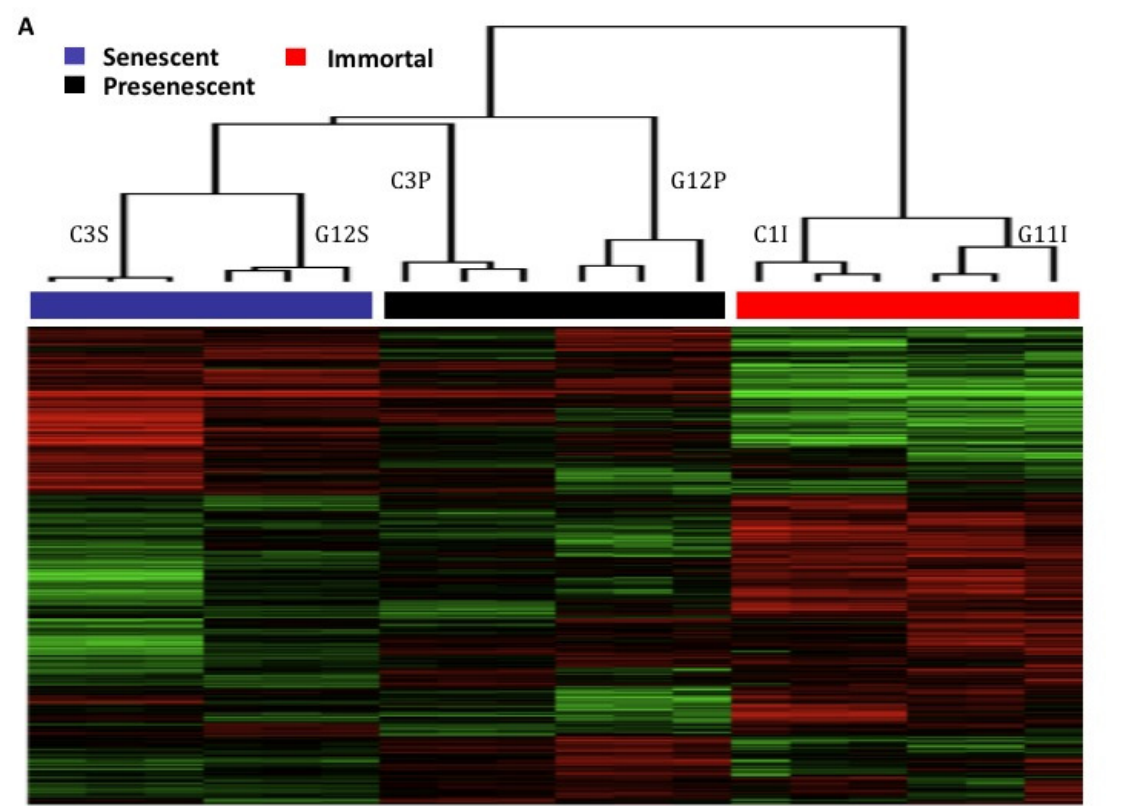 A
Senescent
Immortal
Presenescent
C3P
G12P
C3S
G12S
C1I
G11I